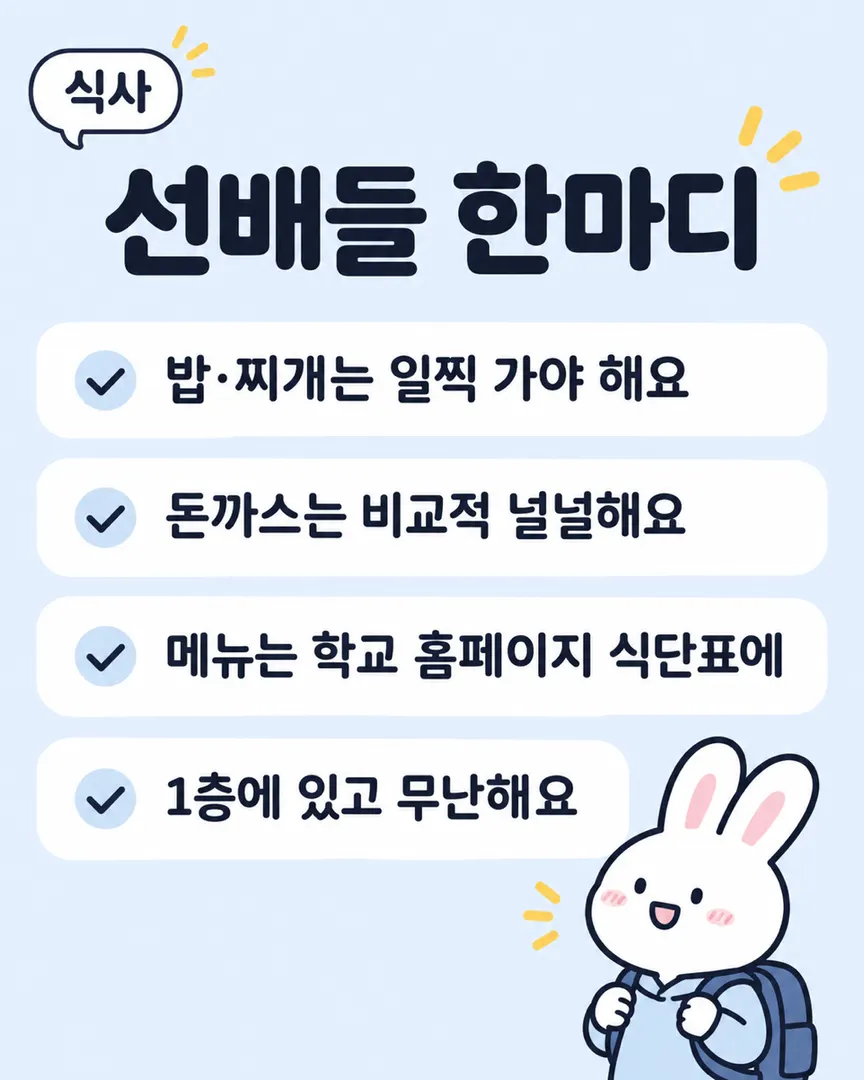 식사
선배들 한마디
밥·찌개는 일찍 가야 해요
돈까스는 비교적 널널해요
메뉴는 학교 홈페이지 식단표에
1층에 있고 무난해요